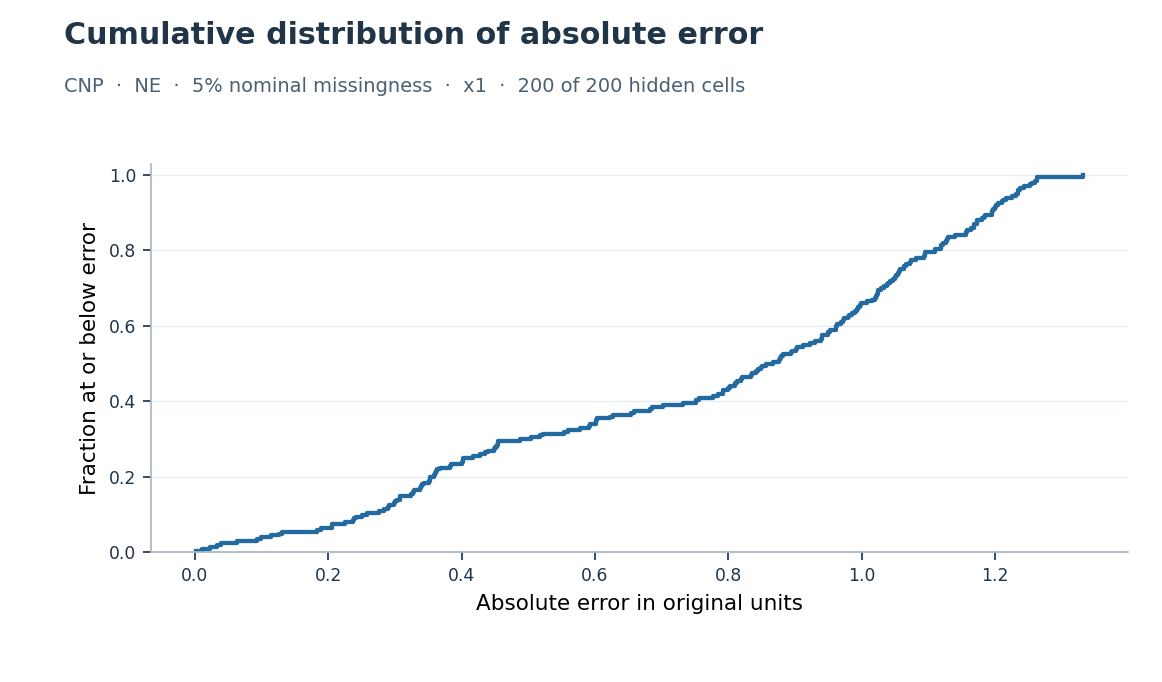 Cumulative distribution of absolute error
CNP · NE · 5% nominal missingness · x1 · 200 of 200 hidden cells
1.0
0.8
0.6
0.4
0.2
0.0
Fraction at or below error
0.0 0.2 0.4 0.6 0.8 1.0 1.2
Absolute error in original units